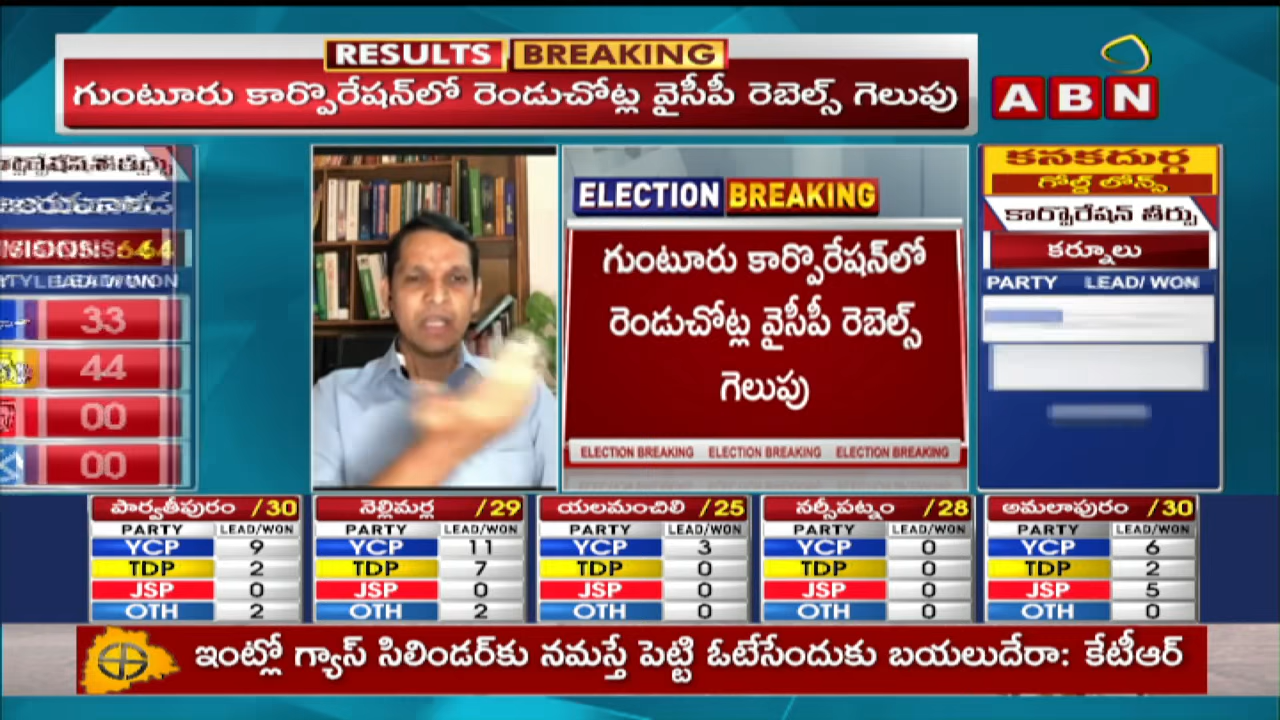 RESULTS BREAKING
గుంటూరు కార్పొరేషన్‌లో రెండుచోట్ల వైసీపీ రెబెల్స్ గెలుపు
ABN
ELECTION BREAKING
గుంటూరు కార్పొరేషన్‌లో
రెండుచోట్ల వైసీపీ రెబెల్స్
గెలుపు
ELECTION BREAKING ELECTION BREAKING ELECTION BREAKING
33
44
00
00
కనకదుర్గ
గోల్డ్ లోన్స్
కార్పొరేషన్ తీర్పు
కర్నూలు
PARTY LEAD/ WON
పార్వతీపురం /30
PARTY LEAD/WON
YCP 9
TDP 2
JSP 0
OTH 2
నెల్లిమర్ల /29
PARTY LEAD/WON
YCP 11
TDP 7
JSP 0
OTH 2
యలమంచిలి /25
PARTY LEAD/WON
YCP 3
TDP 0
JSP 0
OTH 0
నర్సీపట్నం /28
PARTY LEAD/WON
YCP 0
TDP 0
JSP 0
OTH 0
అమలాపురం /30
PARTY LEAD/WON
YCP 6
TDP 2
JSP 5
OTH 0
ఇంట్లో గ్యాస్ సిలిండర్‌కు నమస్తే పెట్టి ఓటేసేందుకు బయలుదేరా: కేటీఆర్